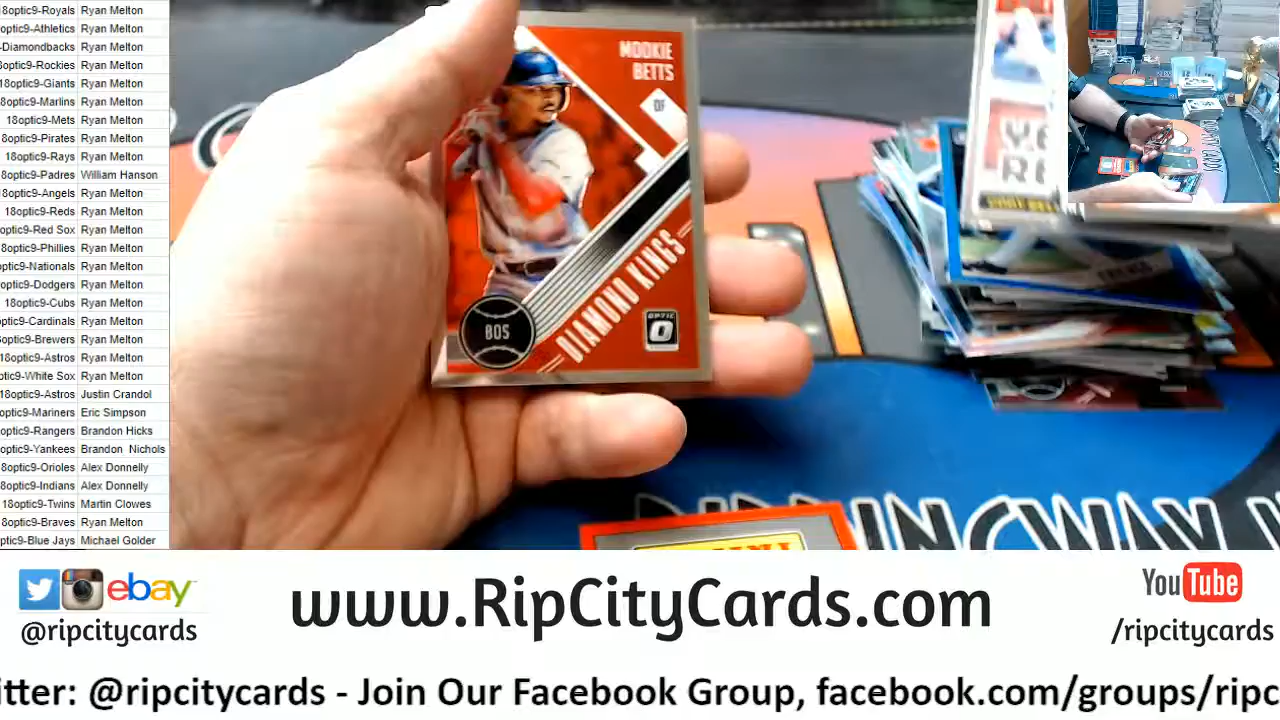 8optic9-Royals Ryan Melton
8optic9-Athletics Ryan Melton
-Diamondbacks Ryan Melton
8optic9-Rockies Ryan Melton
18optic9-Giants Ryan Melton
8optic9-Marlins Ryan Melton
18optic9-Mets Ryan Melton
8optic9-Pirates Ryan Melton
18optic9-Rays Ryan Melton
8optic9-Padres William Hanson
8optic9-Angels Ryan Melton
18optic9-Reds Ryan Melton
optic9-Red Sox Ryan Melton
8optic9-Phillies Ryan Melton
optic9-Nationals Ryan Melton
ptic9-Dodgers Ryan Melton
18optic9-Cubs Ryan Melton
ptic9-Cardinals Ryan Melton
optic9-Brewers Ryan Melton
8optic9-Astros Ryan Melton
optic9-White Sox Ryan Melton
18optic9-Astros Justin Crandol
ptic9-Mariners Eric Simpson
optic9-Rangers Brandon Hicks
optic9-Yankees Brandon Nichols
8optic9-Orioles Alex Donnelly
8optic9-Indians Alex Donnelly
18optic9-Twins Martin Clowes
8optic9-Braves Ryan Melton
ptic9-Blue Jays Michael Golder
MOOKIE
BETTS
OF
DIAMOND KINGS
BOS
OPTIC
ebay
@ripcitycards
www.RipCityCards.com
YouTube
/ripcitycards
itter: @ripcitycards - Join Our Facebook Group, facebook.com/groups/ripc